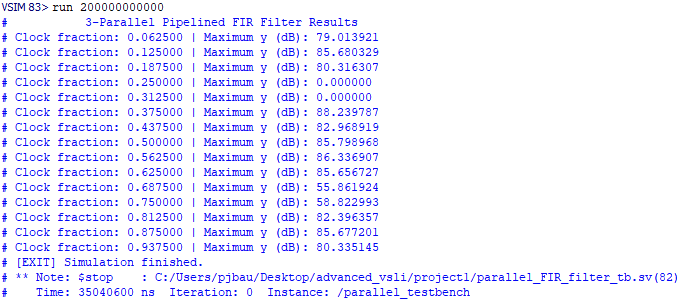 VSIM 83> run 200000000000
# 3-Parallel Pipelined FIR Filter Results
# Clock fraction: 0.062500 | Maximum y (dB): 79.013921
# Clock fraction: 0.125000 | Maximum y (dB): 85.680329
# Clock fraction: 0.187500 | Maximum y (dB): 80.316307
# Clock fraction: 0.250000 | Maximum y (dB): 0.000000
# Clock fraction: 0.312500 | Maximum y (dB): 0.000000
# Clock fraction: 0.375000 | Maximum y (dB): 88.239787
# Clock fraction: 0.437500 | Maximum y (dB): 82.968919
# Clock fraction: 0.500000 | Maximum y (dB): 85.798968
# Clock fraction: 0.562500 | Maximum y (dB): 86.336907
# Clock fraction: 0.625000 | Maximum y (dB): 85.656727
# Clock fraction: 0.687500 | Maximum y (dB): 55.861924
# Clock fraction: 0.750000 | Maximum y (dB): 58.822993
# Clock fraction: 0.812500 | Maximum y (dB): 82.396357
# Clock fraction: 0.875000 | Maximum y (dB): 85.677201
# Clock fraction: 0.937500 | Maximum y (dB): 80.335145
# [EXIT] Simulation finished.
# ** Note: $stop : C:/Users/pjbau/Desktop/advanced_vsli/project1/parallel_FIR_filter_tb.sv(82)
# Time: 35040600 ns Iteration: 0 Instance: /parallel_testbench